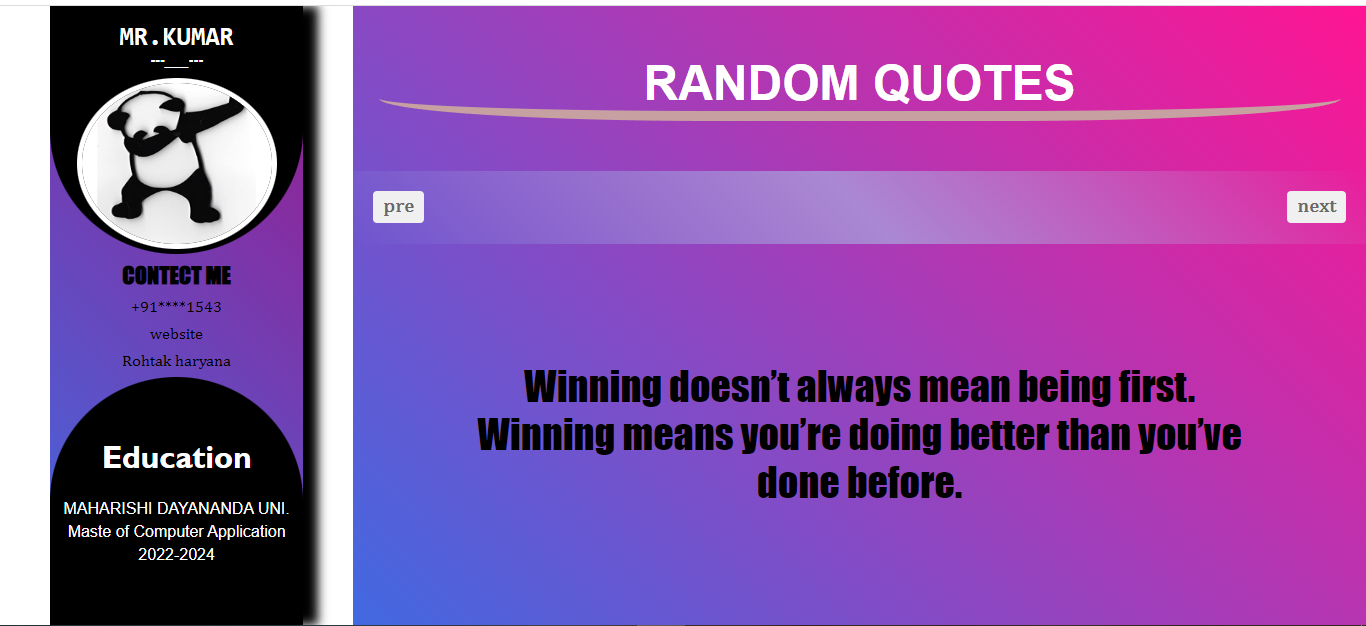 MR.KUMAR
---___---
CONTECT ME
+91****1543
website
Rohtak haryana
Education
MAHARISHI DAYANANDA UNI.
Maste of Computer Application
2022-2024
RANDOM QUOTES
pre
next
Winning doesn’t always mean being first.
Winning means you’re doing better than you’ve
done before.